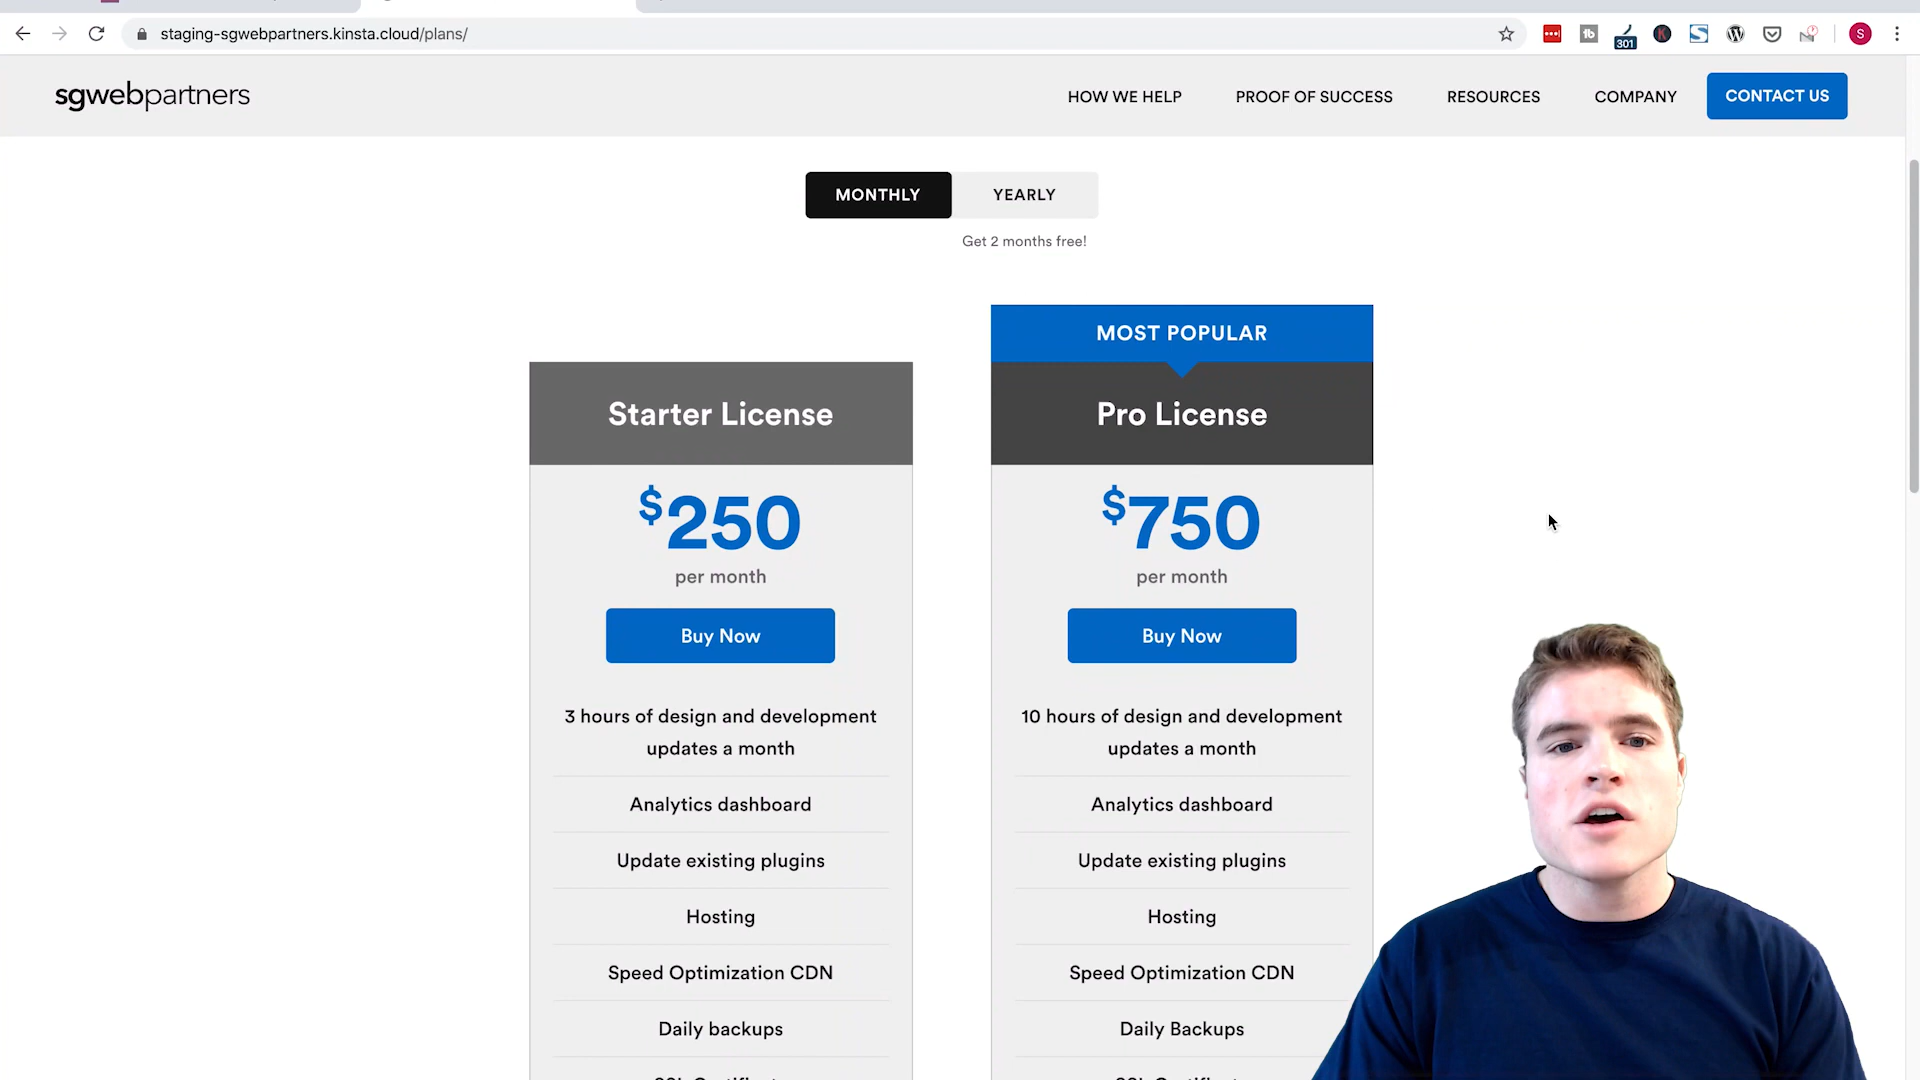 staging-sgwebpartners.kinsta.cloud/plans/
301
S
sgwebpartners
HOW WE HELP
PROOF OF SUCCESS
RESOURCES
COMPANY
CONTACT US
MONTHLY
YEARLY
Get 2 months free!
MOST POPULAR
Starter License
Pro License
$250
$750
per month
per month
Buy Now
Buy Now
3 hours of design and development
updates a month
10 hours of design and development
updates a month
Analytics dashboard
Analytics dashboard
Update existing plugins
Update existing plugins
Hosting
Hosting
Speed Optimization CDN
Speed Optimization CDN
Daily backups
Daily Backups